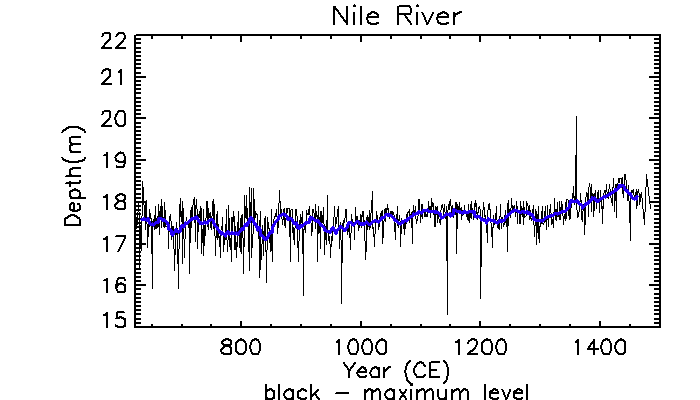 Nile River
22
21
20
19
18
17
16
15
Depth(m)
800 1000 1200 1400
Year (CE)
black – maximum level